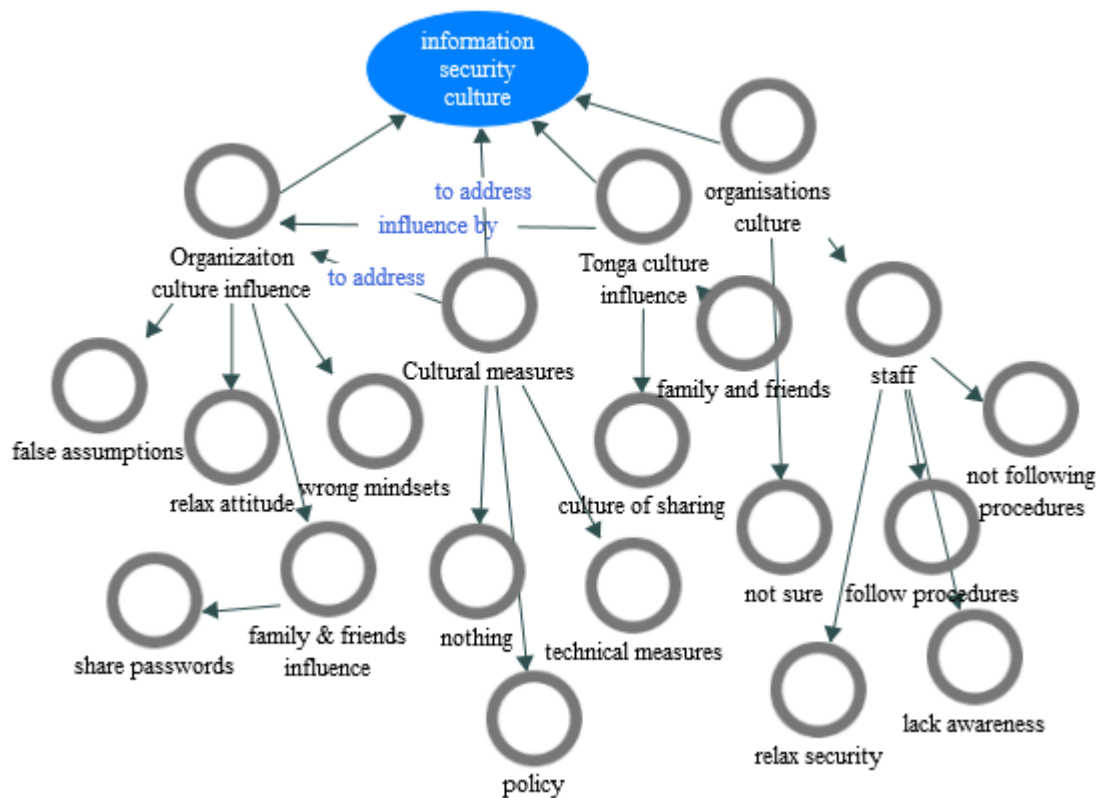 information
security
culture
to address
organisations
culture
influence by
Organizaiton
culture influence
Tonga culture
influence
to address
Cultural measures
family and friends
staff
false assumptions
relax attitude
wrong mindsets
culture of sharing
not following
procedures
share passwords
family & friends
influence
nothing
technical measures
not sure
follow procedures
policy
relax security
lack awareness